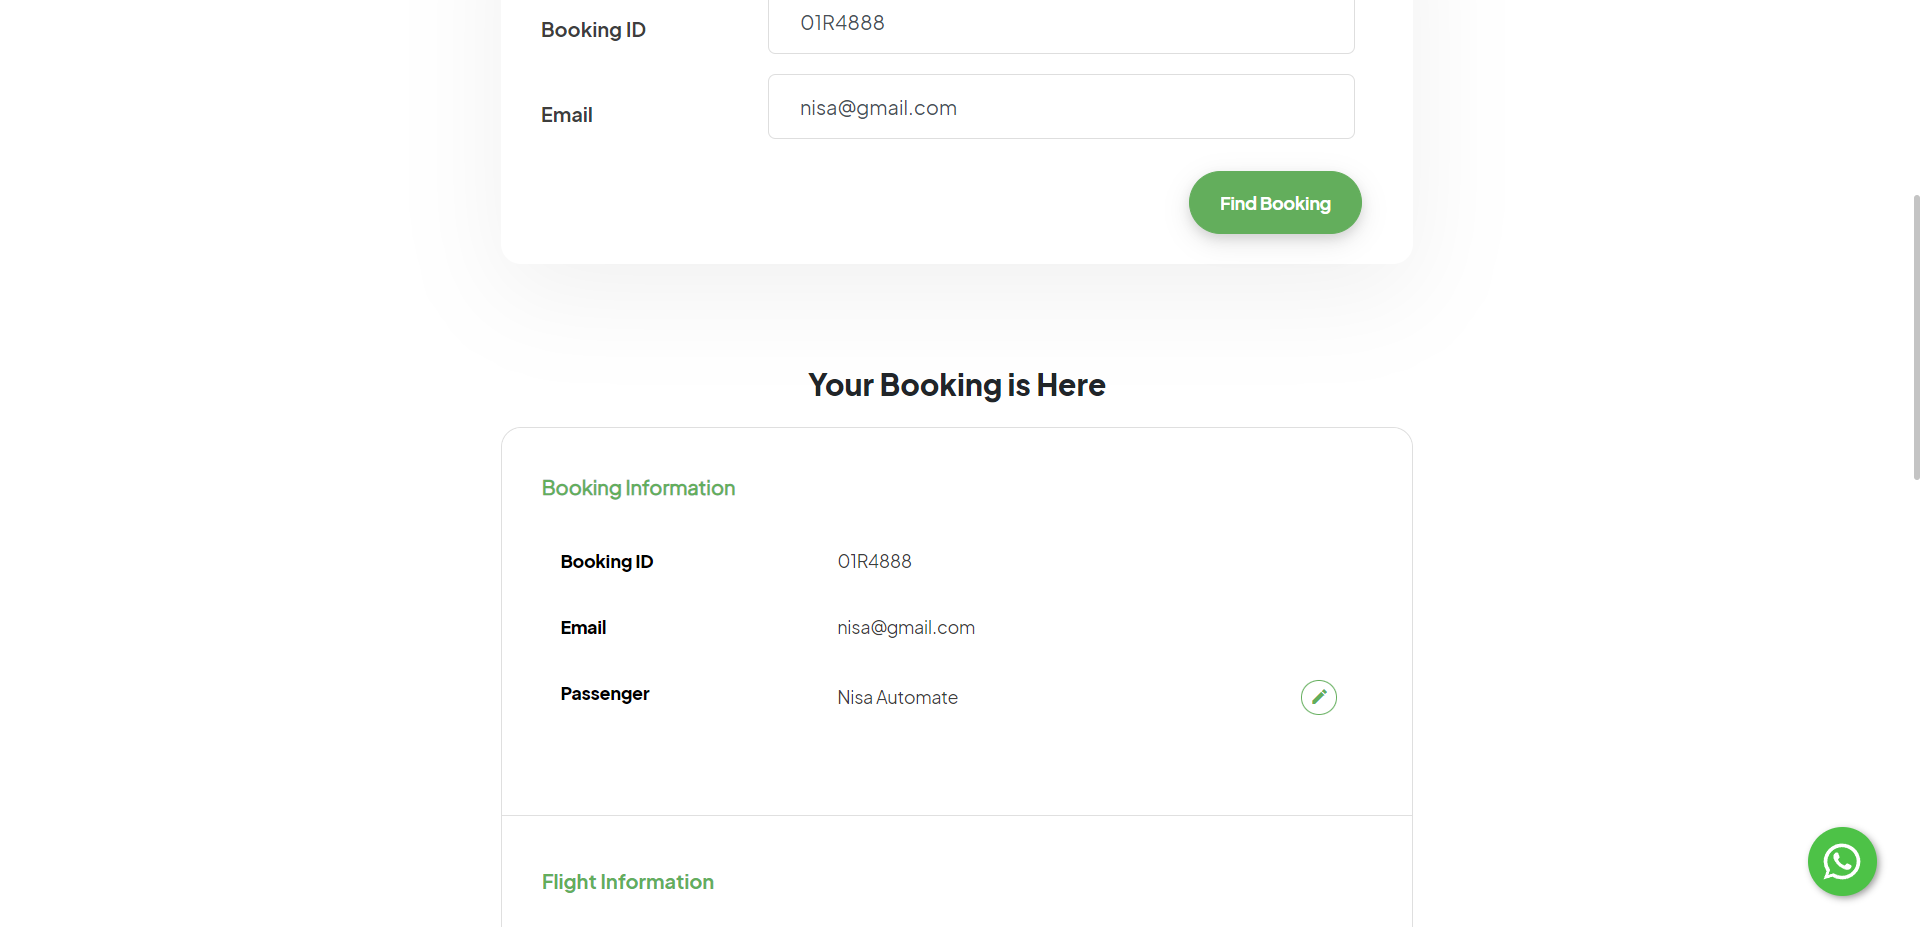 Booking ID 01R4888
Email nisa@gmail.com
Find Booking
Your Booking is Here
Booking Information
Booking ID 01R4888
Email nisa@gmail.com
Passenger Nisa Automate
Flight Information